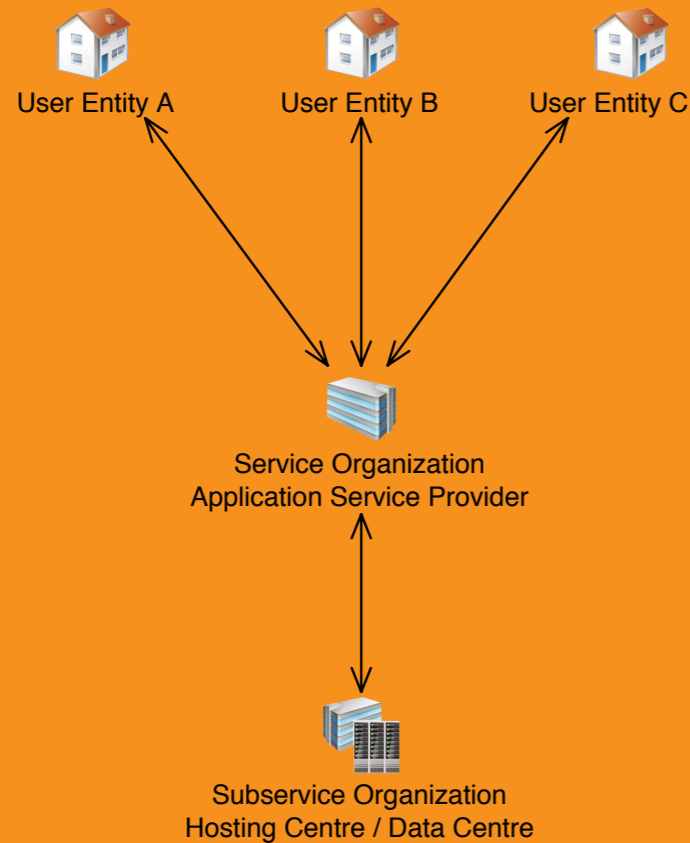 User Entity A
User Entity B
User Entity C
Service Organization
Application Service Provider
Subservice Organization
Hosting Centre / Data Centre